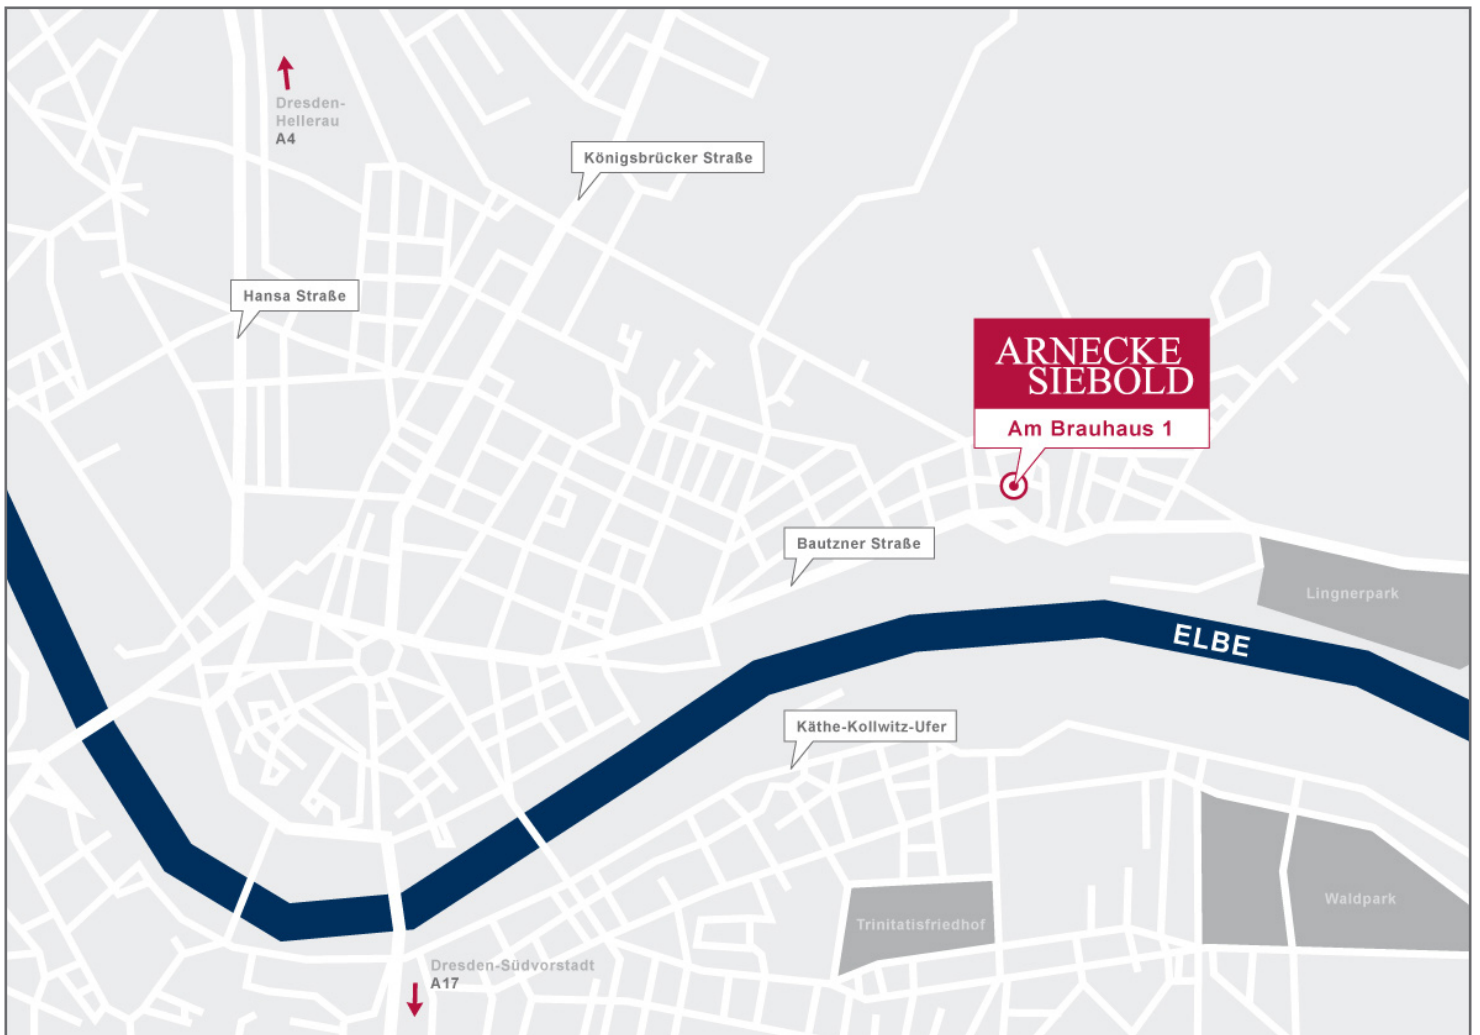 Dresden-
Hellerau
A4
Königsbrücker Straße
Hansa Straße
ARNECKE
SIEBOLD
Am Brauhaus 1
Bautzner Straße
Lingnerpark
ELBE
Käthe-Kollwitz-Ufer
Waldpark
Trinitatisfriedhof
Dresden-Südvorstadt
A17